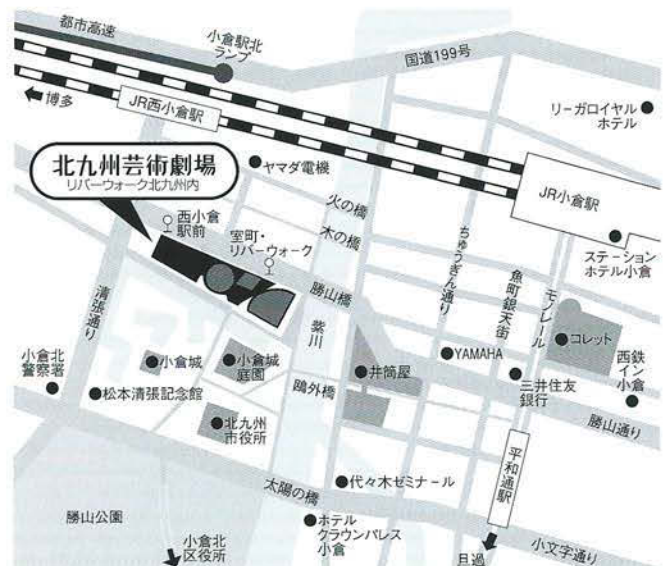 都市高速
小倉駅北
ランプ
国道199号
博多
JR西小倉駅
リーガロイヤル
ホテル
北九州芸術劇場
リバーウォーク北九州内
ヤマダ電機
JR小倉駅
火の橋
木の橋
西小倉
駅前
室町・
リバーウォーク
ステーション
ホテル小倉
ちゅうぎん通り
魚町銀天街
モノレール
清張通り
勝山橋
紫川
コレット
小倉北
警察署
小倉城
小倉城
庭園
YAMAHA
西鉄
イン
小倉
井筒屋
鴎外橋
三井住友
銀行
松本清張記念館
北九州
市役所
勝山通り
平和通駅
代々木ゼミナール
太陽の橋
勝山公園
ホテル
クラウンパレス
小倉
小倉北
区役所
旦過
小文字通り